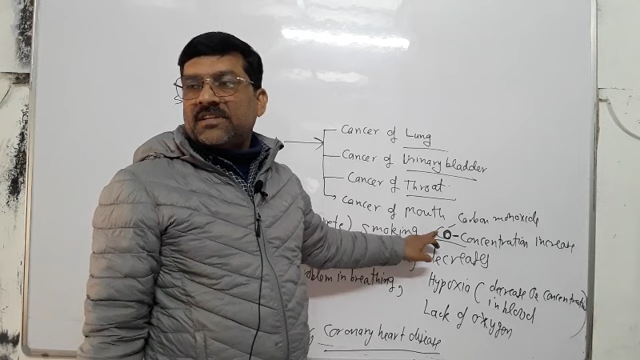 cancer of Lung
cancer of Urinary bladder
Cancer of Throat
cancer of mouth carbon monoxide
smoking Concentration increase
decreases
in breathing,
Hypoxia (decrease O2 concentration
in blood)
Lack of oxygen
Coronary heart disease